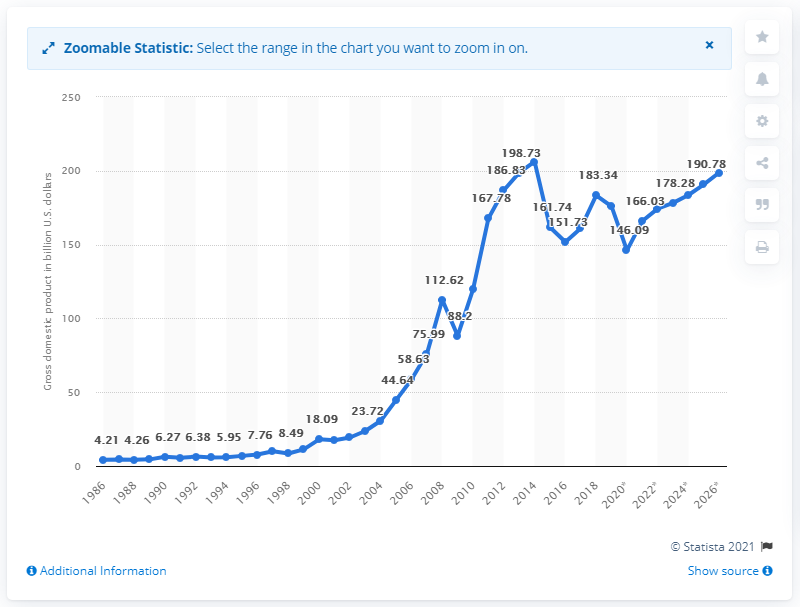 Zoomable Statistic: Select the range in the chart you want to zoom in on.
×
Gross domestic product in billion U.S. dollars
250
200
150
100
50
0
4.21 4.26 6.27 6.38 5.95 7.76 8.49 18.09 23.72 44.64 58.63 75.99 112.62 88.2 167.78 186.83 198.73 161.74 151.73 183.34 146.09 166.03 178.28 190.78
1986 1988 1990 1992 1994 1996 1998 2000 2002 2004 2006 2008 2010 2012 2014 2016 2018 2020* 2022* 2024* 2026*
© Statista 2021
Additional Information
Show source